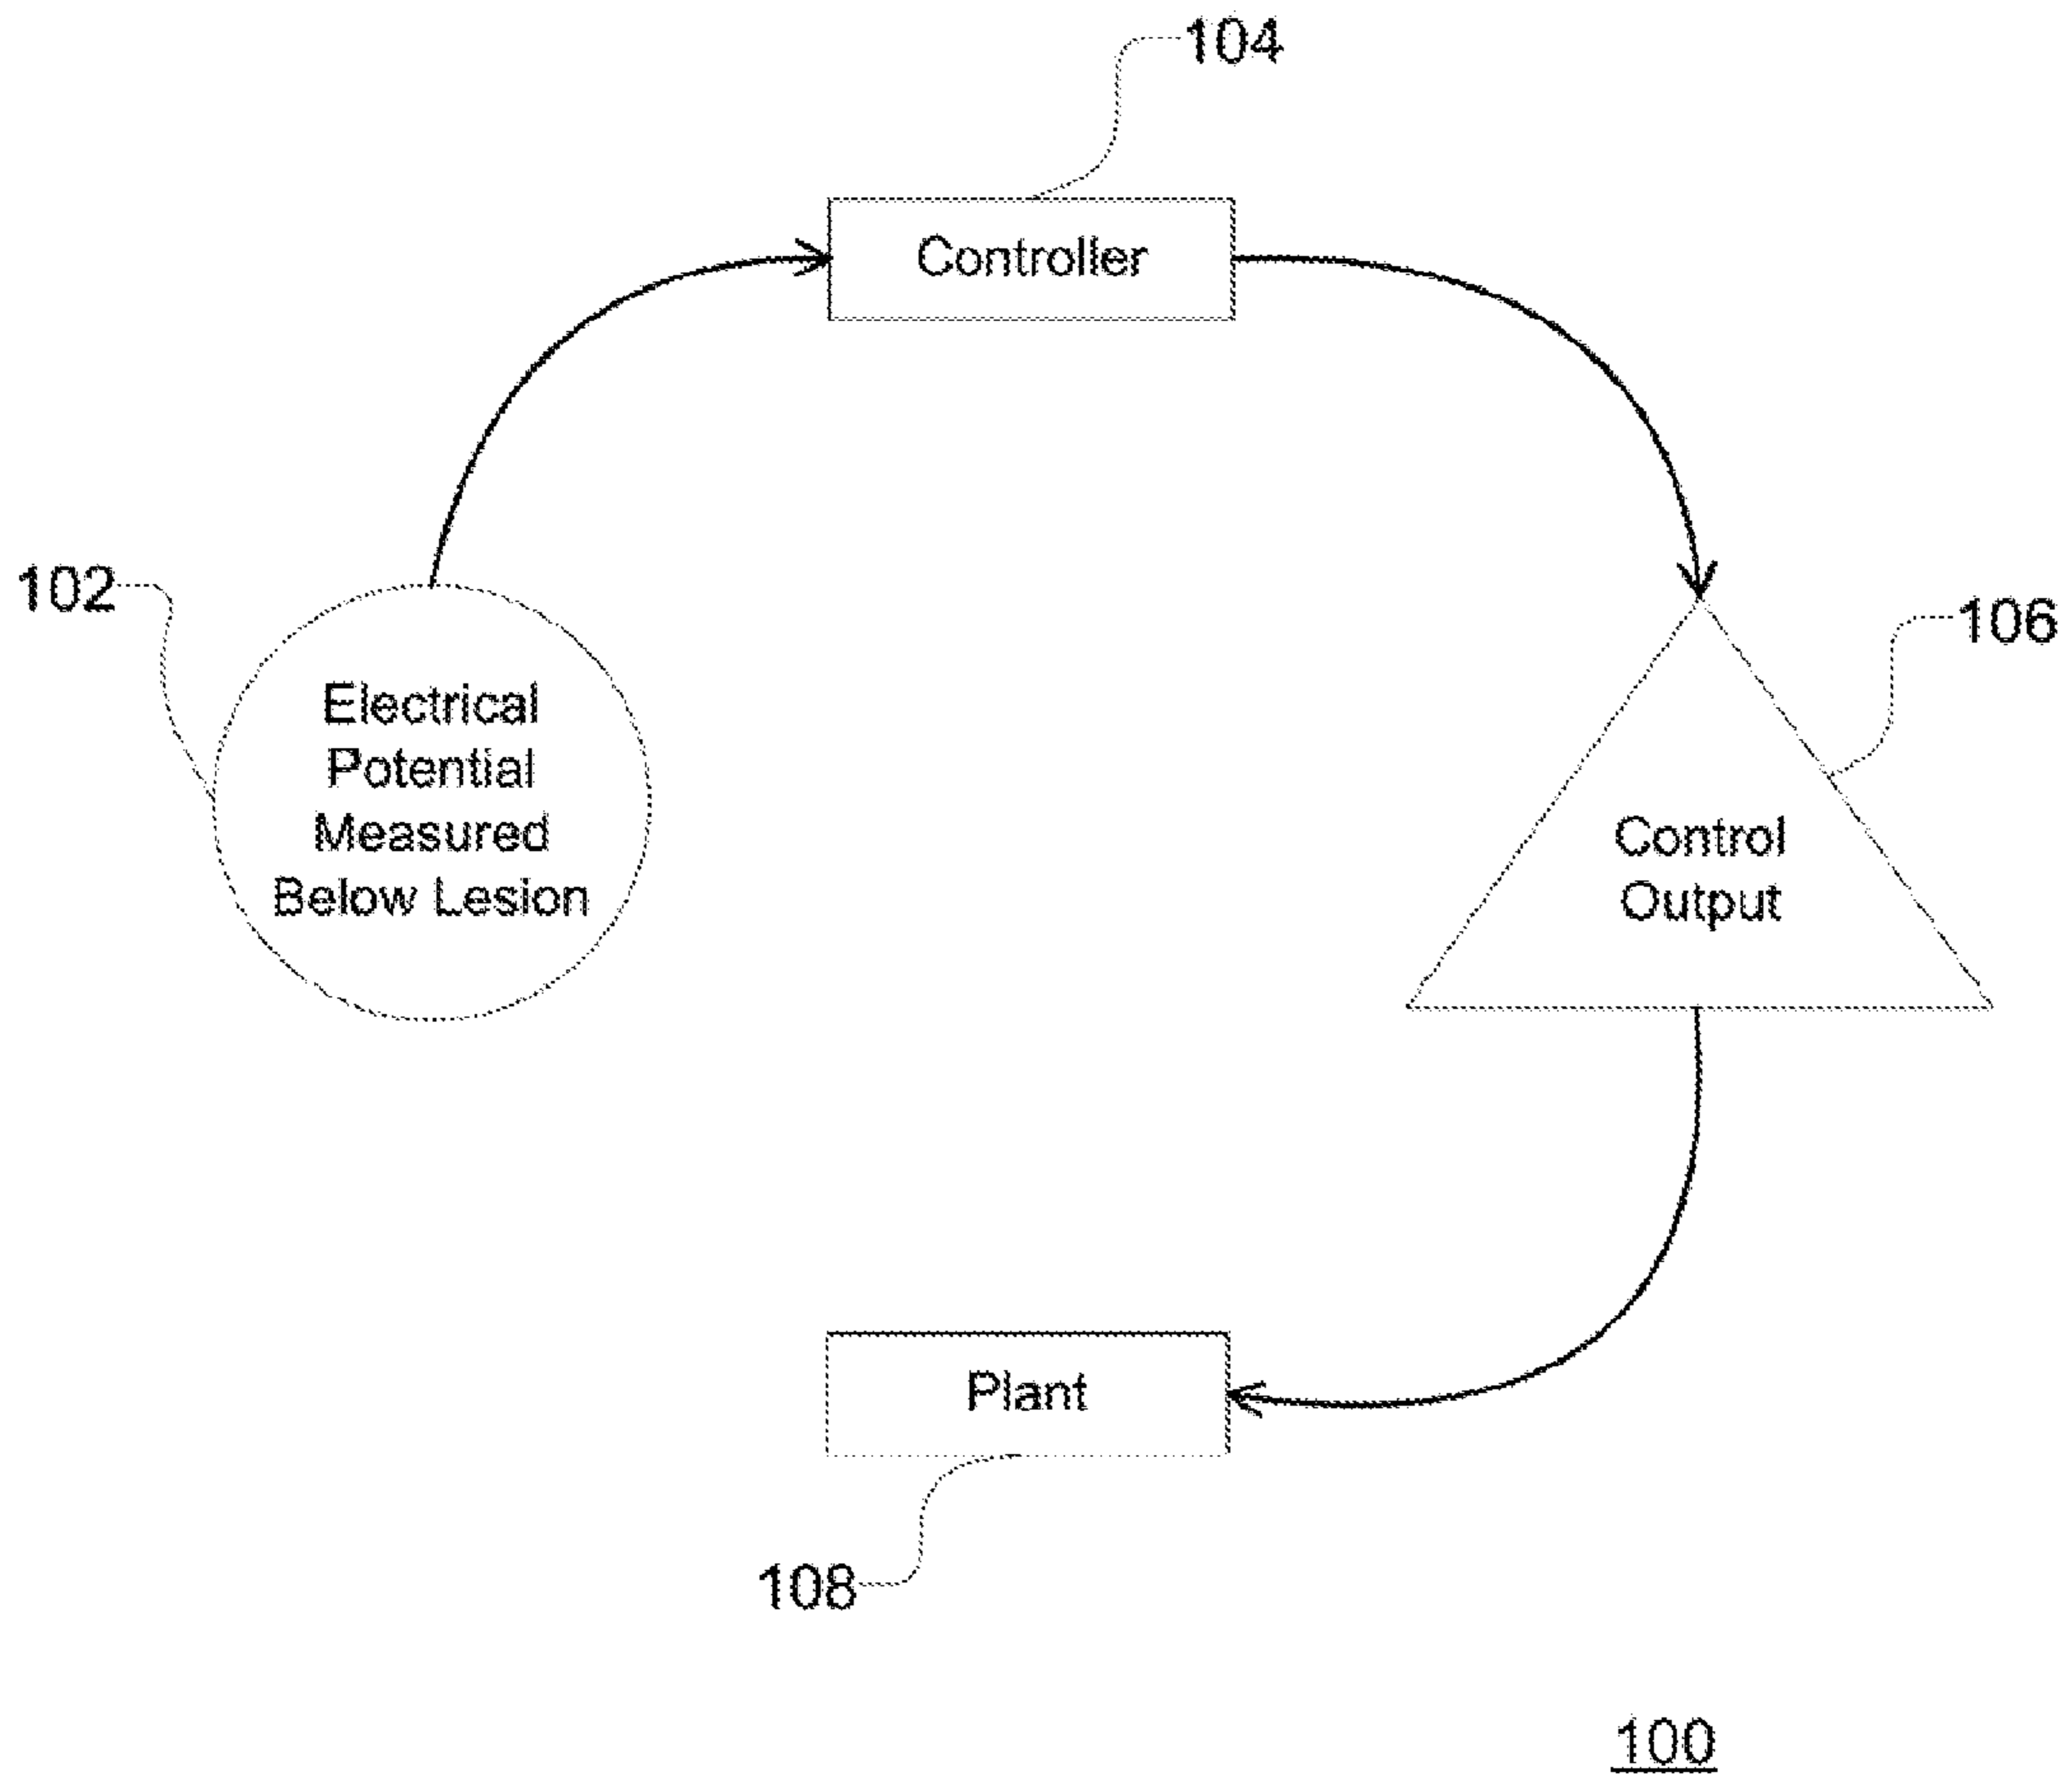 104
Controller
102
Electrical
Potential
Measured
Below Lesion
106
Control
Output
Plant
108
100